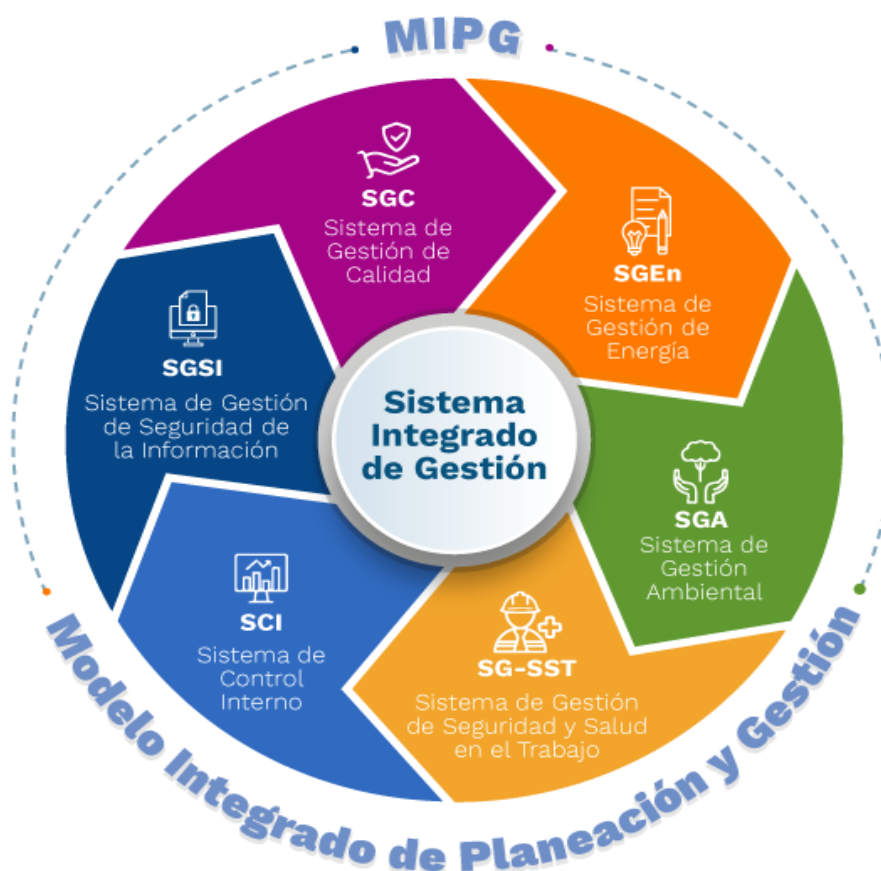 MIPG
SGC
Sistema de
Gestión de
Calidad
SGEn
Sistema de
Gestión de
Energía
SGA
Sistema de
Gestión
Ambiental
SG-SST
Sistema de Gestión
de Seguridad y Salud
en el Trabajo
SCI
Sistema de
Control
Interno
SGSI
Sistema de Gestión
de Seguridad de
la Información
Sistema
Integrado
de Gestión
Modelo Integrado de Planeación y Gestión